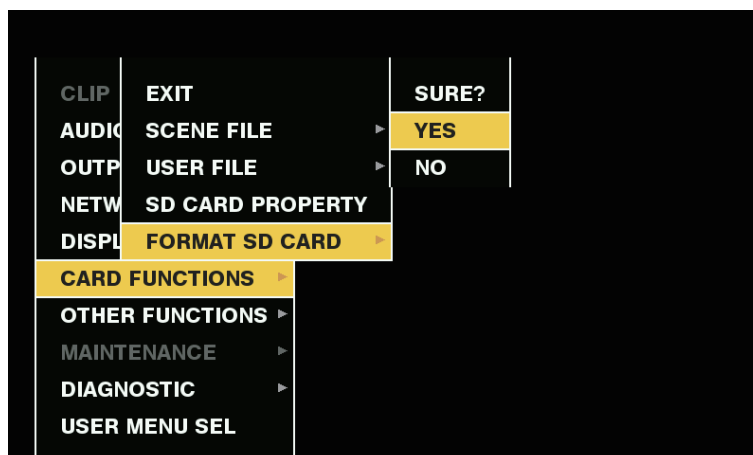 CLIP
AUDIO
OUTP
NETW
DISPL
CARD FUNCTIONS
OTHER FUNCTIONS
MAINTENANCE
DIAGNOSTIC
USER MENU SEL
EXIT
SCENE FILE
USER FILE
SD CARD PROPERTY
FORMAT SD CARD
SURE?
YES
NO